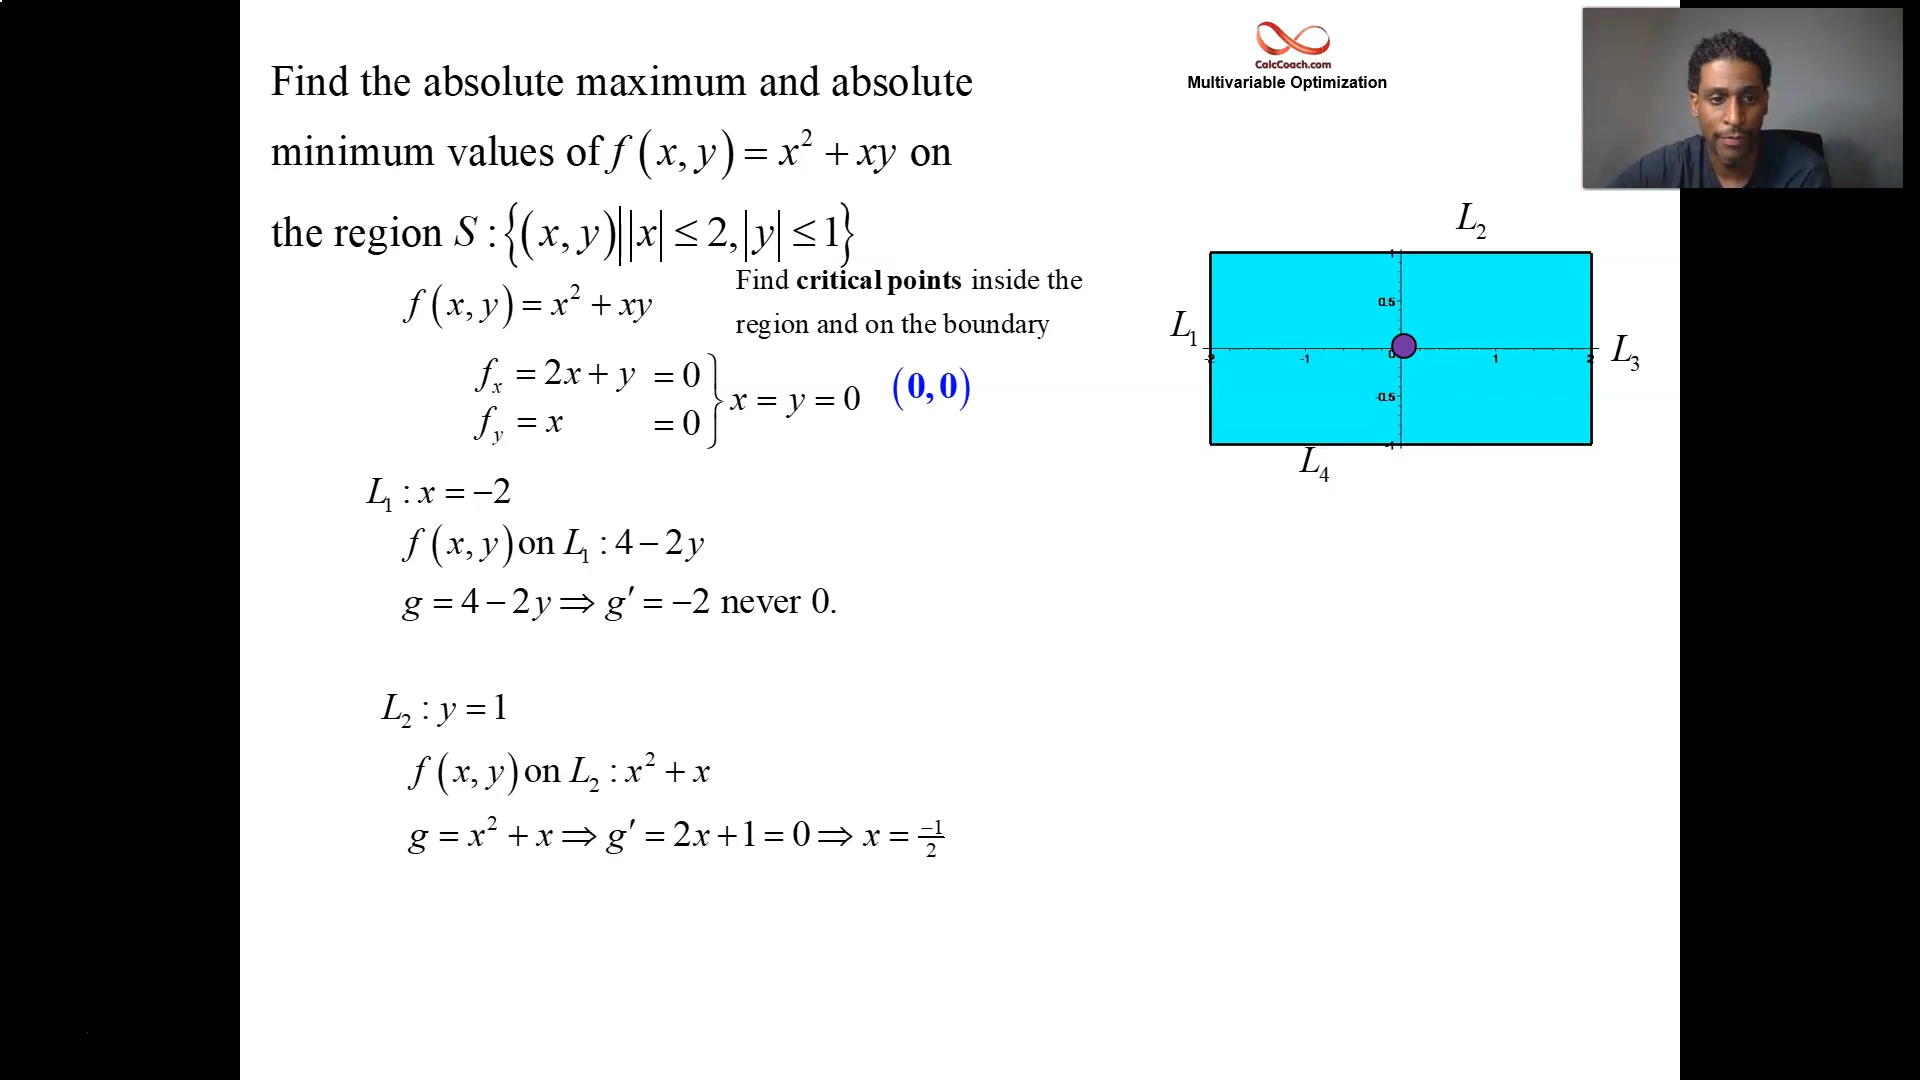 Find the absolute maximum and absolute
minimum values of f(x, y) = x² + xy on
the region S : {(x, y)||x| ≤ 2, |y| ≤ 1}
f(x, y) = x² + xy
Find critical points inside the
region and on the boundary
fₓ = 2x + y = 0
f_y = x = 0
} x = y = 0 (0, 0)
L₁ : x = −2
f(x, y) on L₁ : 4 − 2y
g = 4 − 2y ⇒ g′ = −2 never 0.
L₂ : y = 1
f(x, y) on L₂ : x² + x
g = x² + x ⇒ g′ = 2x + 1 = 0 ⇒ x = −1/2
CalcCoach.com
Multivariable Optimization
L₂
1
0.5
L₁
-2 -1 0 1 2
L₃
-0.5
-1
L₄